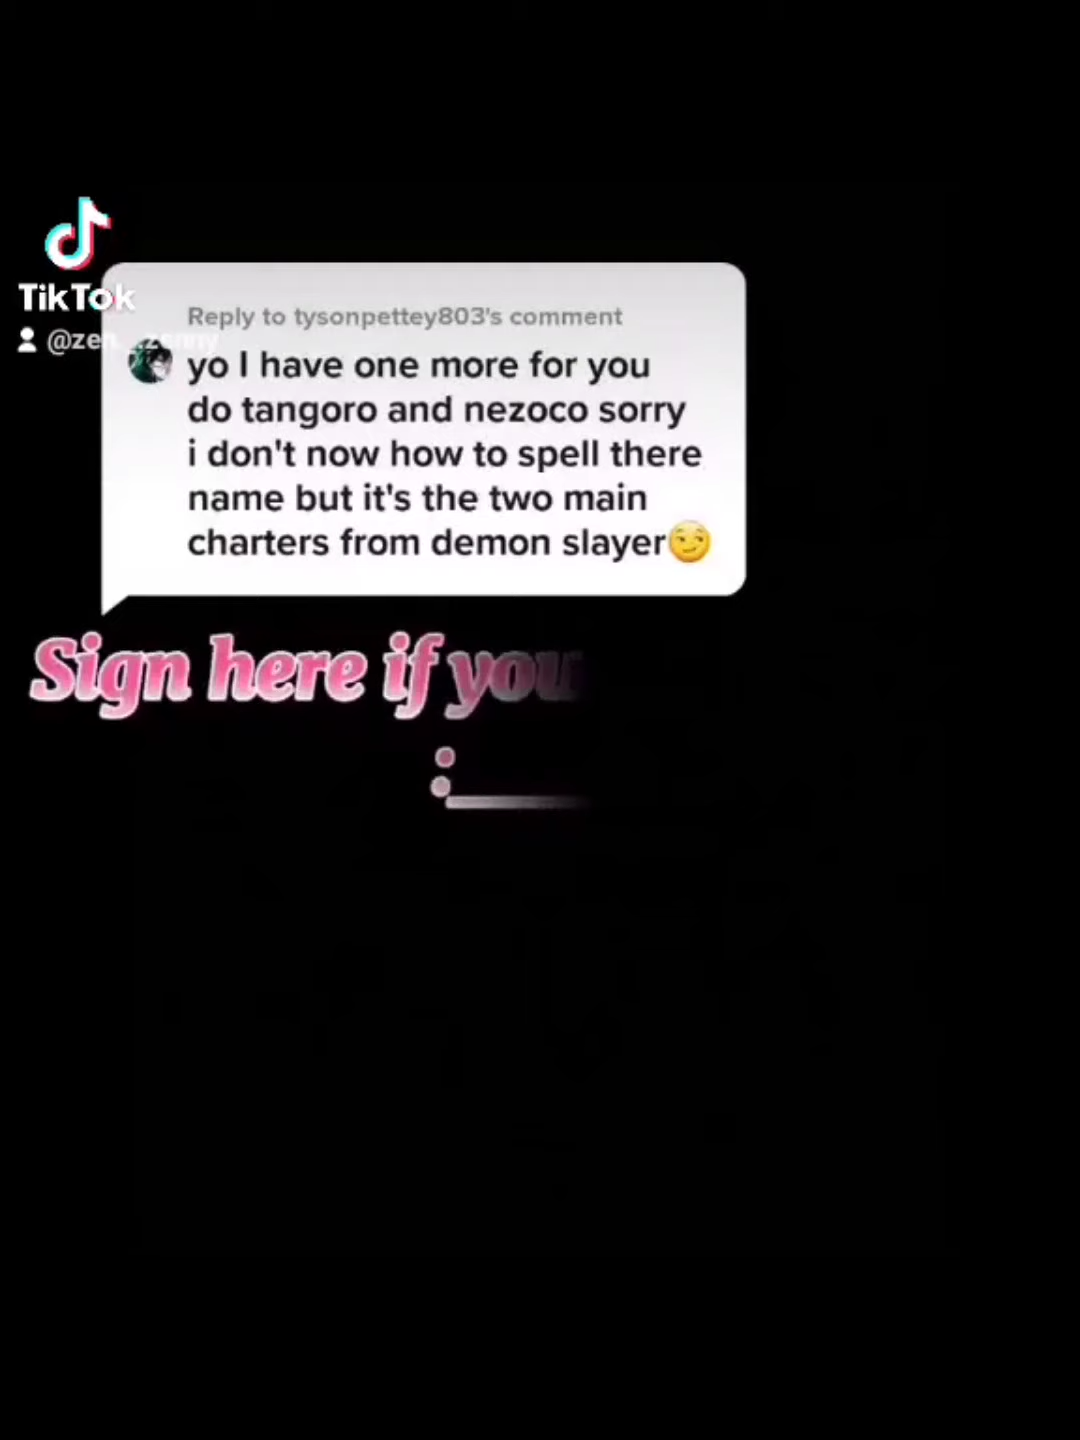 TikTok
Reply to tysonpettey803's comment
yo I have one more for you
do tangoro and nezoco sorry
i don't now how to spell there
name but it's the two main
charters from demon slayer😏
Sign here if you